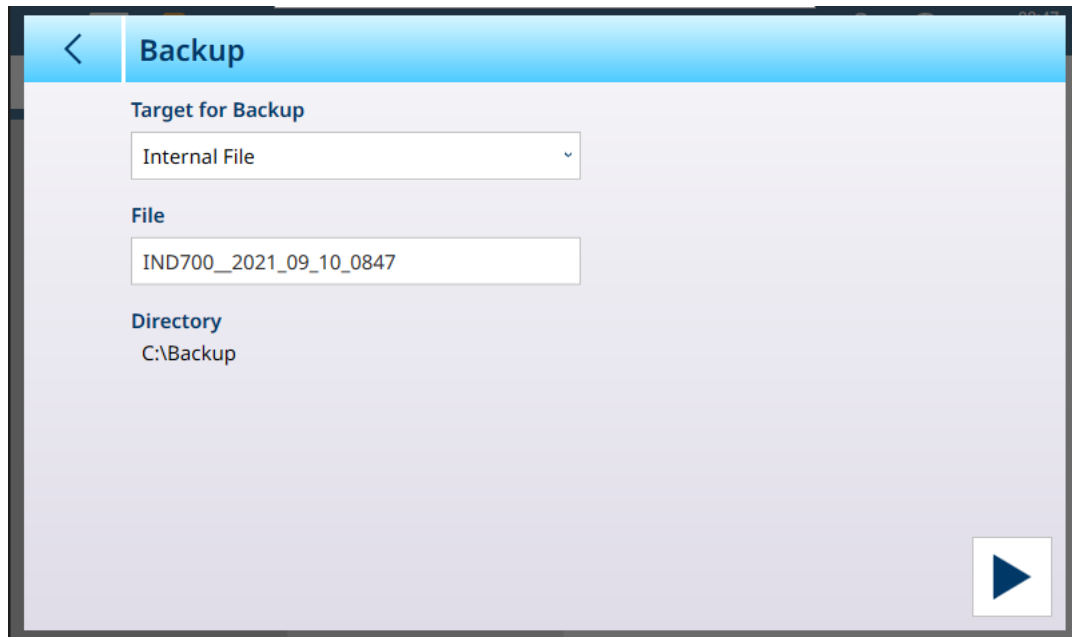 Backup
Target for Backup
Internal File
File
IND700__2021_09_10_0847
Directory
C:\Backup